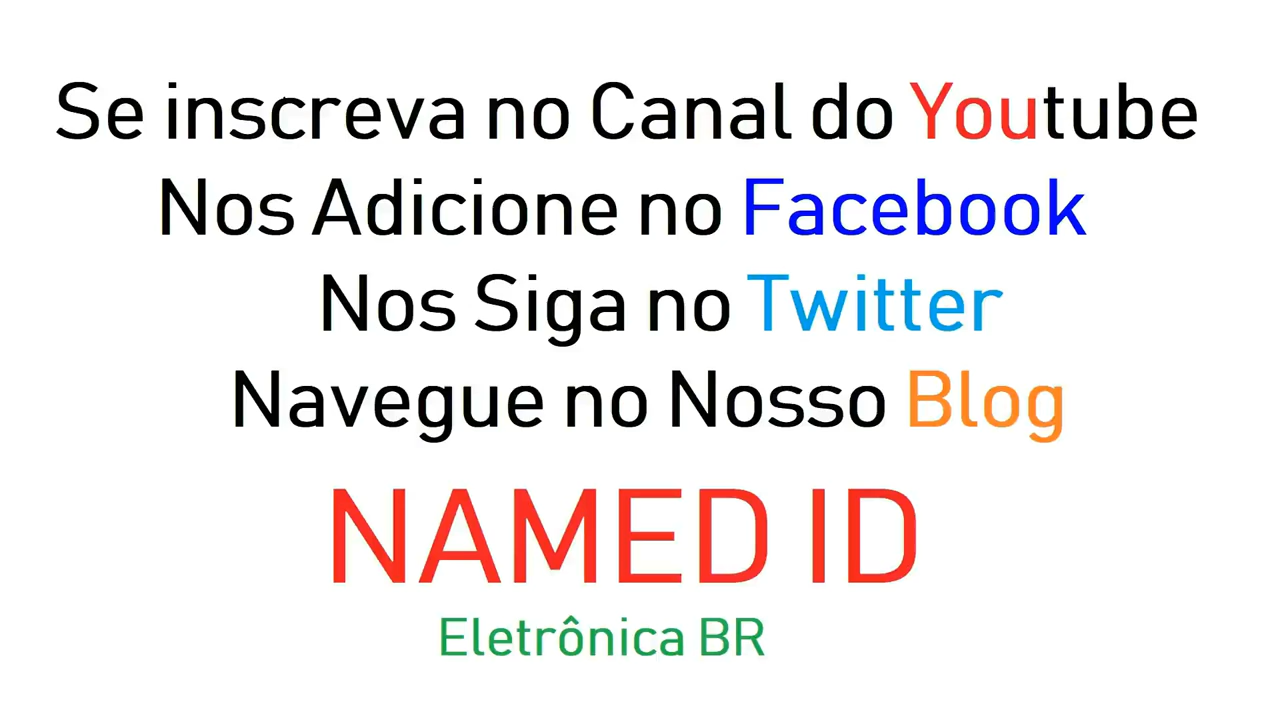 Se inscreva no Canal do Youtube
Nos Adicione no Facebook
Nos Siga no Twitter
Navegue no Nosso Blog
NAMED ID
Eletrônica BR